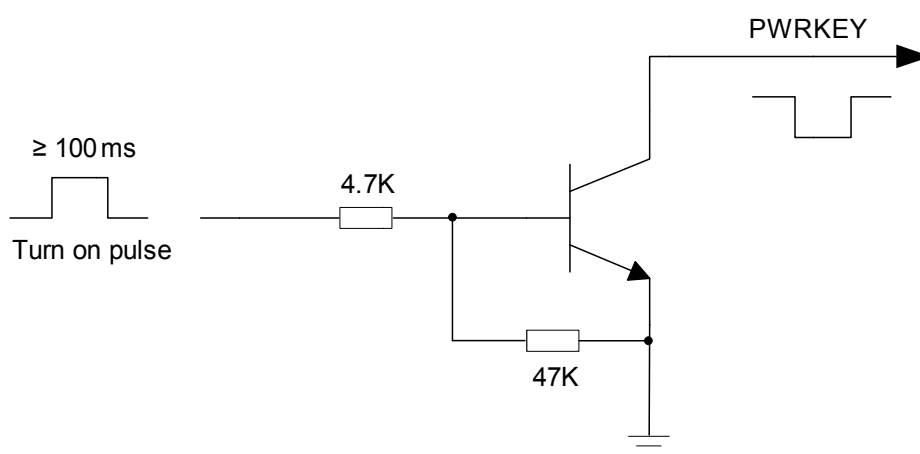 PWRKEY
≥ 100 ms
4.7K
Turn on pulse
47K